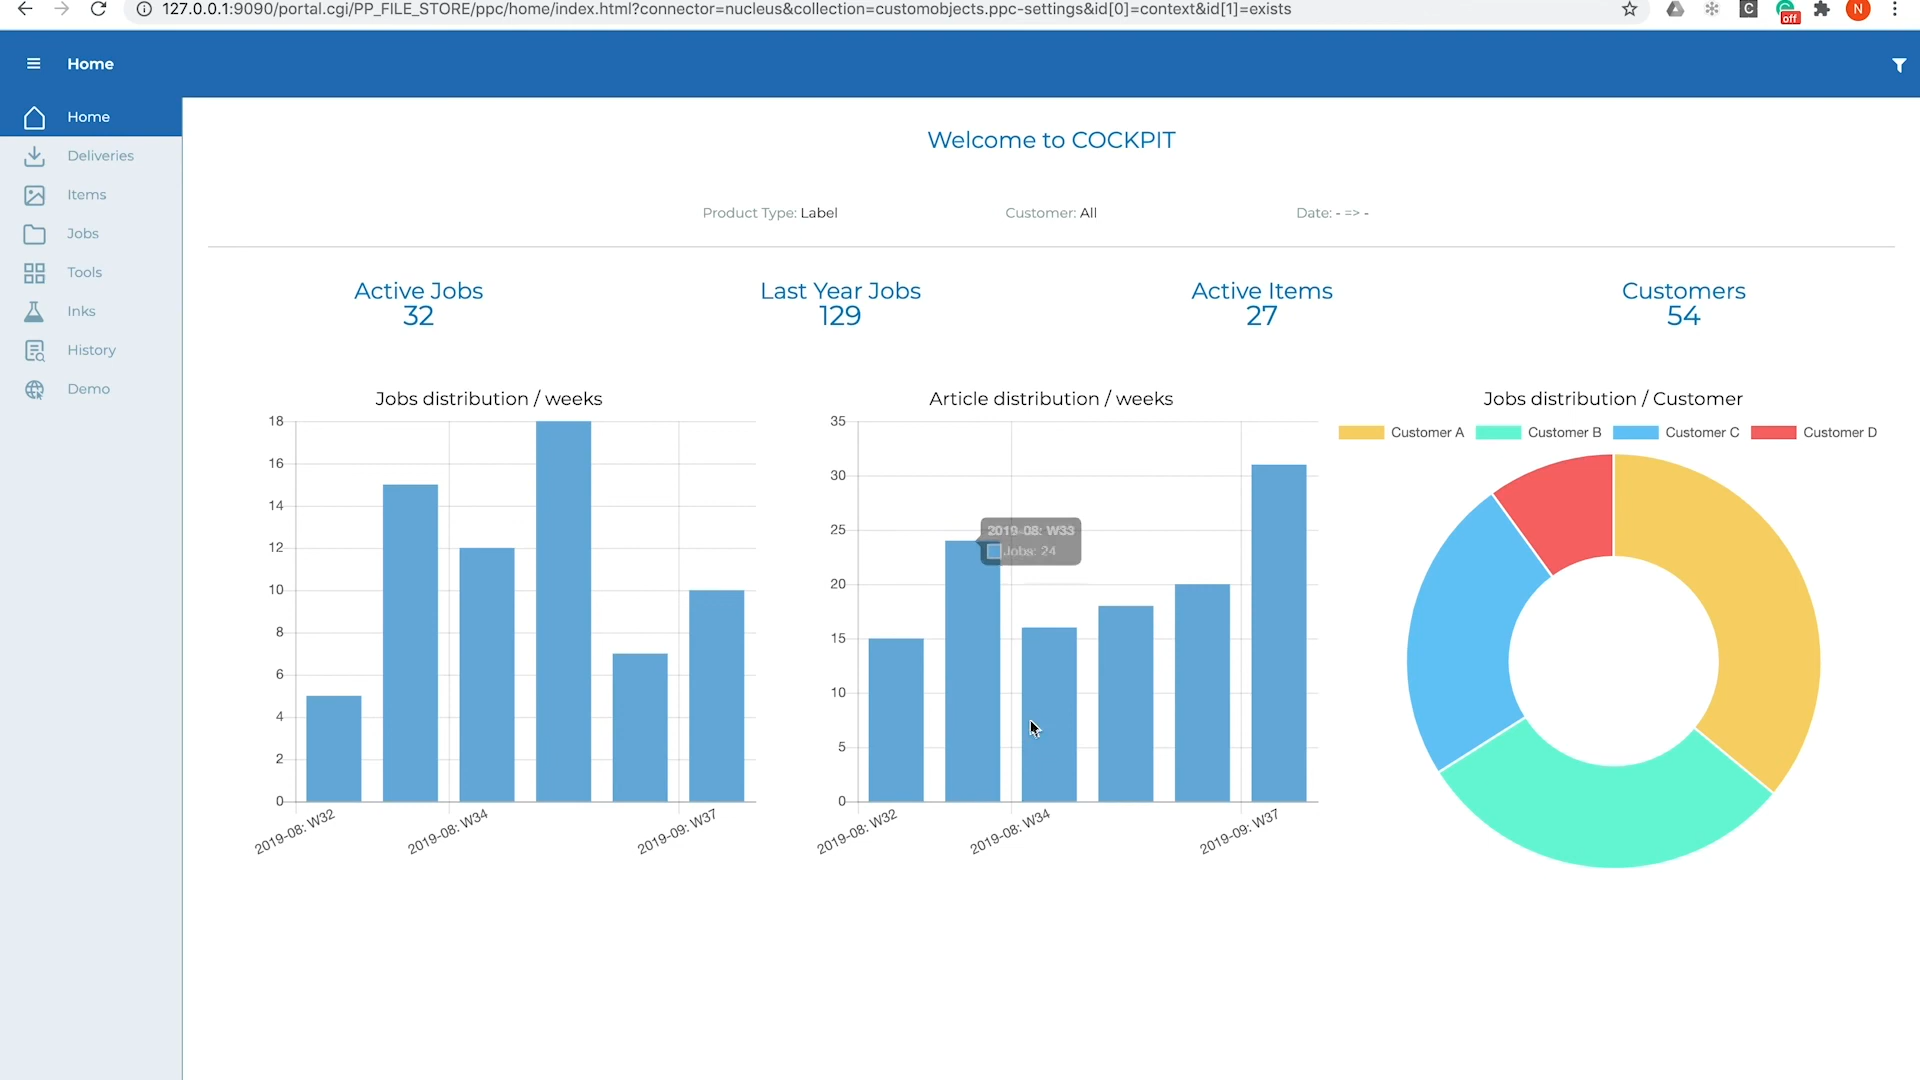 127.0.0.1:9090/portal.cgi/PP_FILE_STORE/ppc/home/index.html?connector=nucleus&collection=customobjects.ppc-settings&id[0]=context&id[1]=exists
C
off
N
Home
Home
Deliveries
Items
Jobs
Tools
Inks
History
Demo
Welcome to COCKPIT
Product Type: Label
Customer: All
Date: - => -
Active Jobs
32
Last Year Jobs
129
Active Items
27
Customers
54
Jobs distribution / weeks
18
16
14
12
10
8
6
4
2
0
2019-08: W32
2019-08: W34
2019-09: W37
Article distribution / weeks
35
30
25
20
15
10
5
0
2019-08: W33
Jobs: 24
2019-08: W32
2019-08: W34
2019-09: W37
Jobs distribution / Customer
Customer A
Customer B
Customer C
Customer D